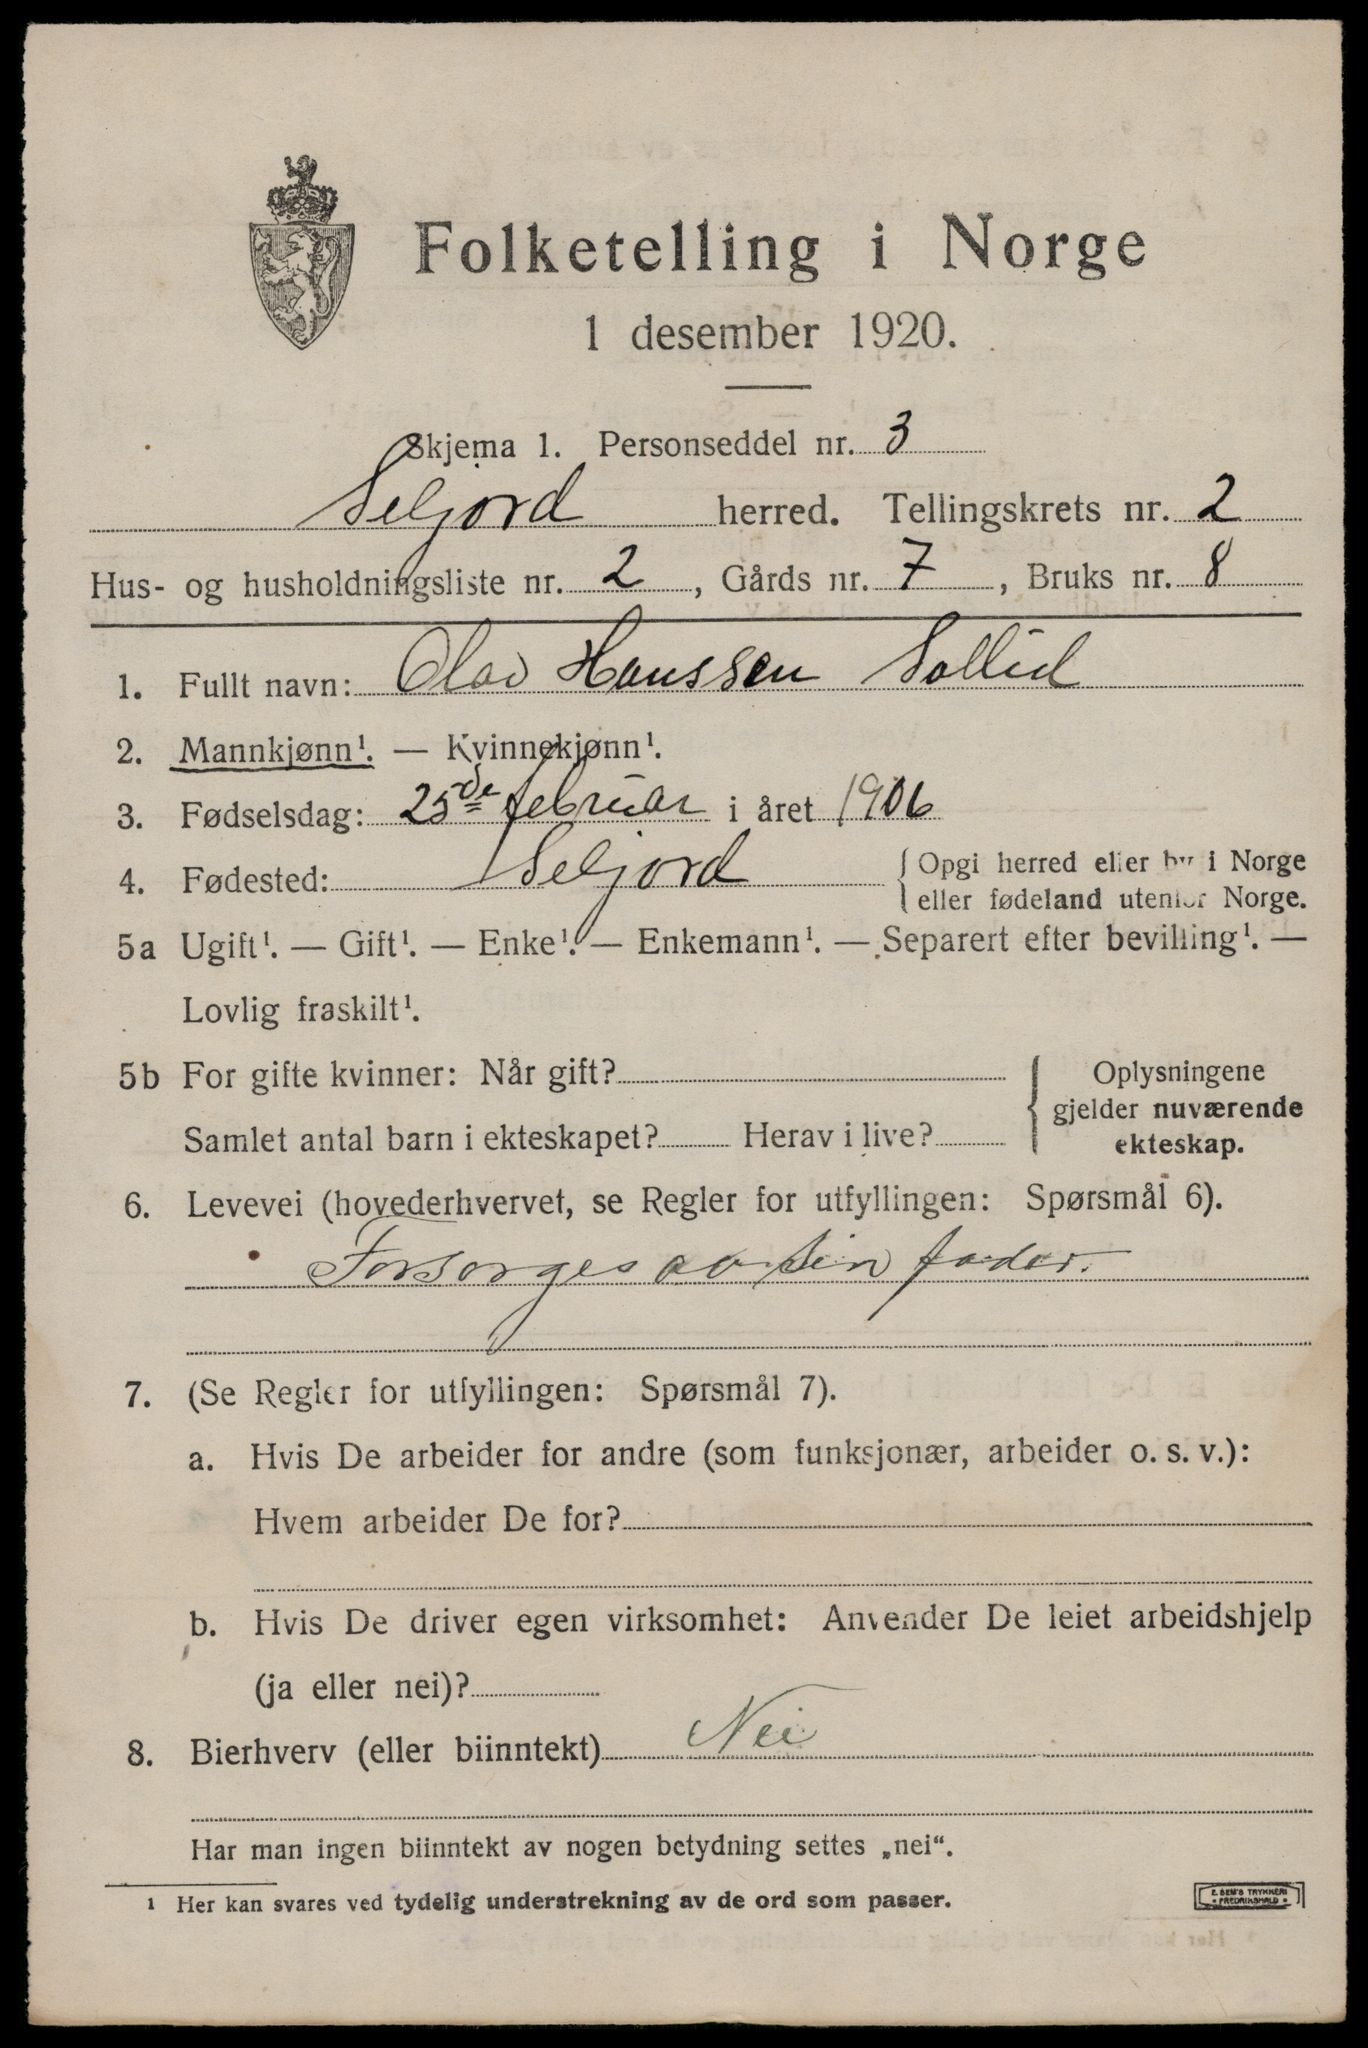 Folketelling i Norge
1 desember 1920.
Skjema 1. Personseddel nr. 3
Seljord herred. Tellingskrets nr. 2
Hus- og husholdningsliste nr. 2, Gårds nr. 7, Bruks nr. 8
1. Fullt navn: Olav Hanssen Sollid
2. Mannkjønn¹. — Kvinnekjønn¹.
3. Fødselsdag: 25de februar i året 1906
4. Fødested: Seljord { Opgi herred eller by i Norge
eller fødeland utenfor Norge.
5a Ugift¹. — Gift¹. — Enke¹. — Enkemann¹. — Separert efter bevilling¹. —
Lovlig fraskilt¹.
5b For gifte kvinner: Når gift? { Oplysningene
gjelder nuværende
Samlet antal barn i ekteskapet? Herav i live? ekteskap.
6. Levevei (hovederhvervet, se Regler for utfyllingen: Spørsmål 6).
Forsørges av sin fader.
7. (Se Regler for utfyllingen: Spørsmål 7).
a. Hvis De arbeider for andre (som funksjonær, arbeider o. s. v.):
Hvem arbeider De for?
b. Hvis De driver egen virksomhet: Anvender De leiet arbeidshjelp
(ja eller nei)?
8. Bierhverv (eller biinntekt) Nei
Har man ingen biinntekt av nogen betydning settes „nei“.
¹ Her kan svares ved tydelig understrekning av de ord som passer.
E. SEM'S TRYKKERI
• FREDRIKSHALD •